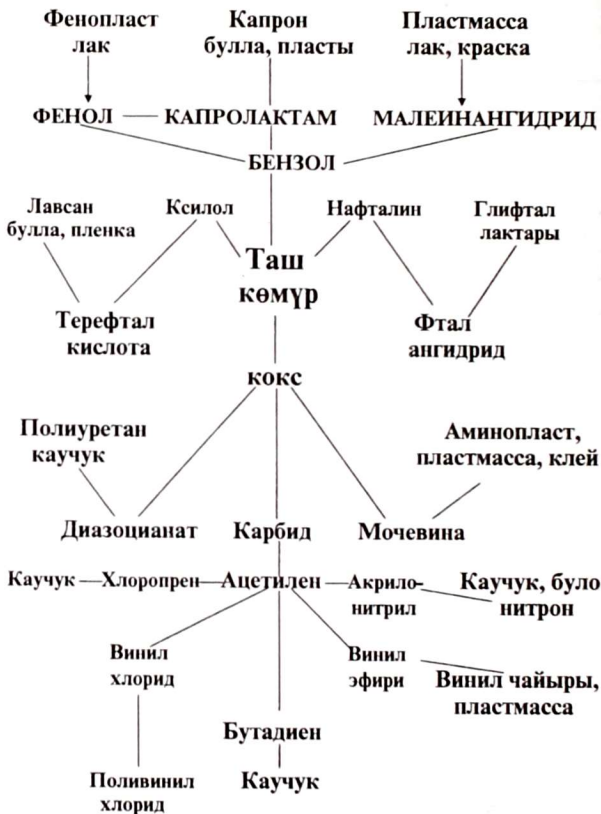 Фенопласт
лак
Капрон
булла, пласты
Пластмасса
лак, краска
ФЕНОЛ
КАПРОЛАКТАМ
МАЛЕИНАНГИДРИД
БЕНЗОЛ
Лавсан
булла, пленка
Ксилол
Нафталин
Глифтал
лактары
Таш
көмүр
Терефтал
кислота
Фтал
ангидрид
кокс
Полиуретан
каучук
Аминопласт,
пластмасса, клей
Диазоцианат
Карбид
Мочевина
Каучук
Хлоропрен
Ацетилен
Акрило-
нитрил
Каучук, було
нитрон
Винил
хлорид
Винил
эфири
Винил чайыры,
пластмасса
Бутадиен
Поливинил
хлорид
Каучук